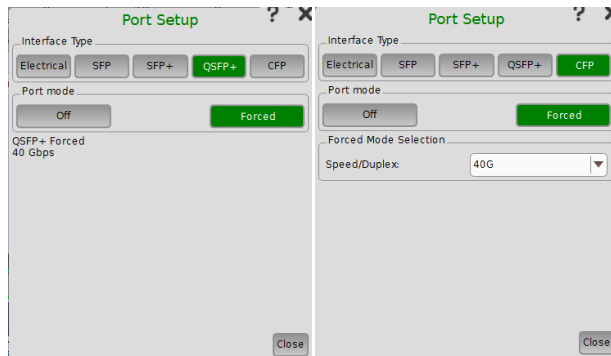 Port Setup ? X
Interface Type
Electrical SFP SFP+ QSFP+ CFP
Port mode
Off Forced
QSFP+ Forced
40 Gbps
Close
Port Setup ?
Interface Type
Electrical SFP SFP+ QSFP+ CFP
Port mode
Off Forced
Forced Mode Selection
Speed/Duplex: 40G
Close